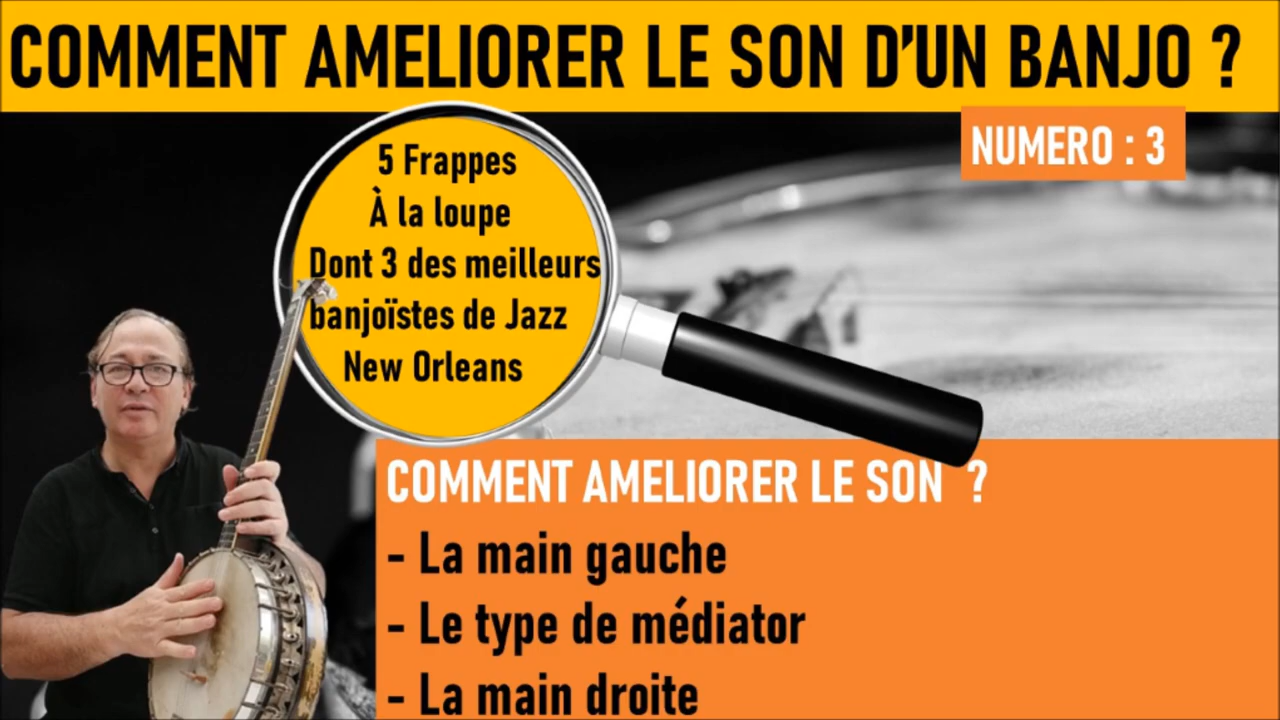 COMMENT AMELIORER LE SON D'UN BANJO ?
NUMERO : 3
5 Frappes
À la loupe
Dont 3 des meilleurs
banjoïstes de Jazz
New Orleans
COMMENT AMELIORER LE SON ?
- La main gauche
- Le type de médiator
- La main droite